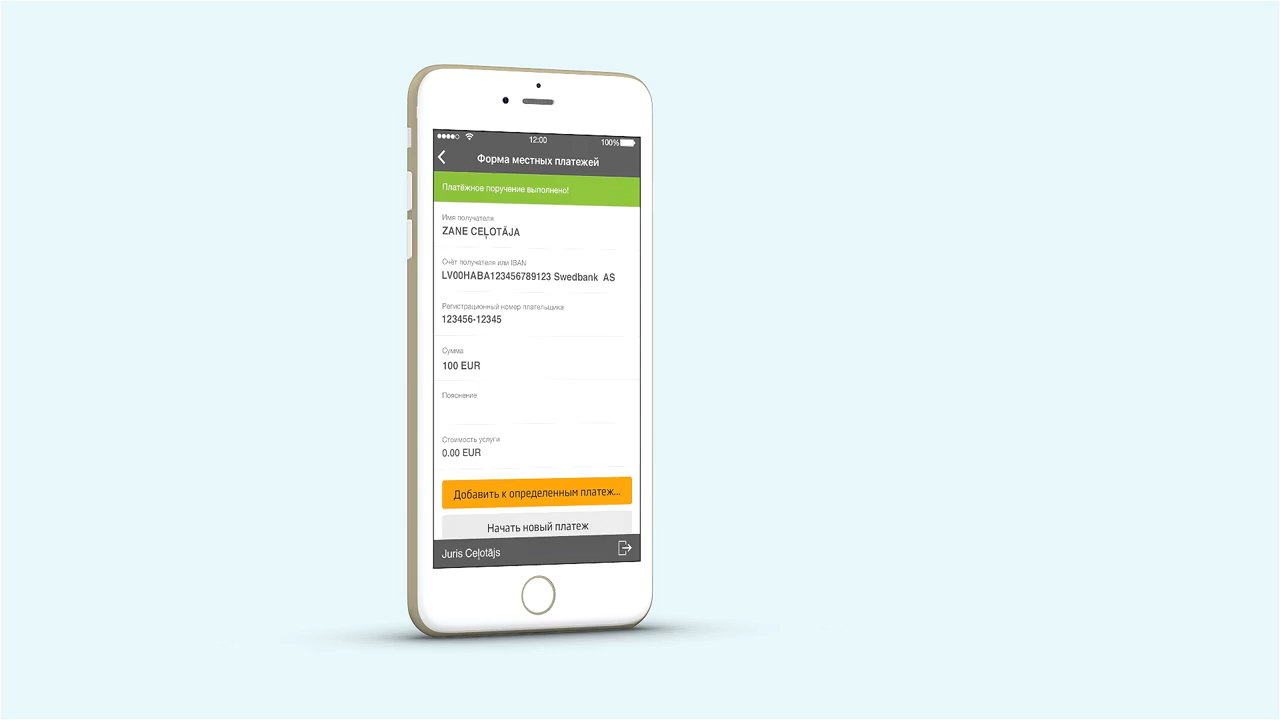 12:00
100%
Форма местных платежей
Платёжное поручение выполнено!
Имя получателя
ZANE CEĻOTĀJA
Счёт получателя или IBAN
LV00HABA123456789123 Swedbank AS
Регистрационный номер плательщика
123456-12345
Сумма
100 EUR
Пояснение
Стоимость услуги
0.00 EUR
Добавить к определенным платеж...
Начать новый платеж
Juris Ceļotājs